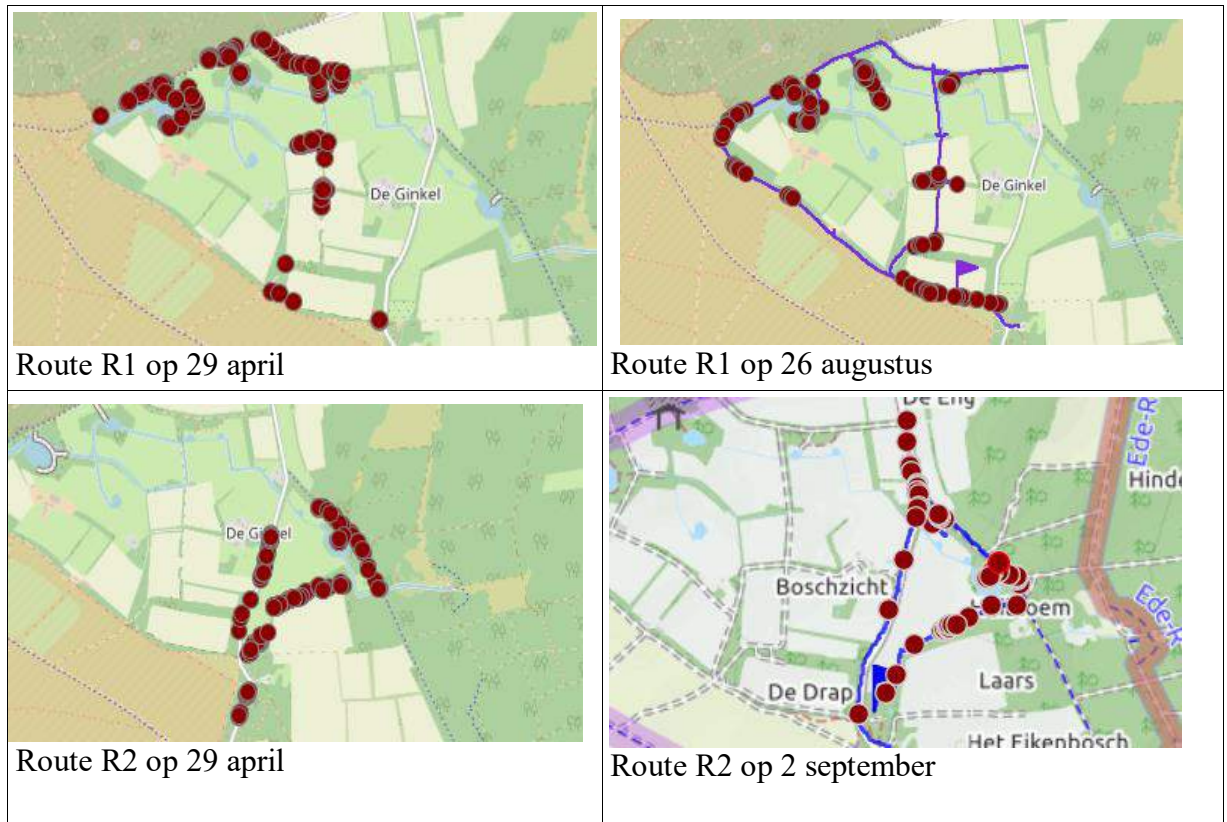 De Ginkel
Route R1 op 29 april
De Ginkel
Route R1 op 26 augustus
De Ginkel
Route R2 op 29 april
De Eng
Ede-R
Hinde
Boschzicht
Ede-R
De Drap
Laars
Het Eikenbosch
Route R2 op 2 september